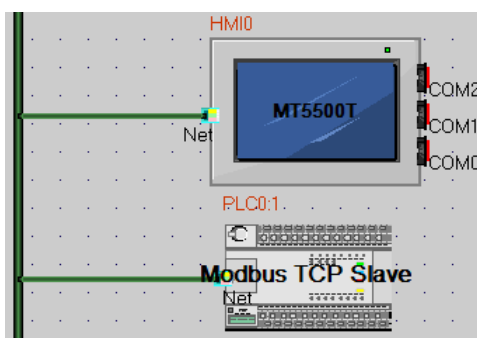 HMI0
MT5500T
COM2
COM1
COM0
Net
PLC0:1
Modbus TCP Slave
Net